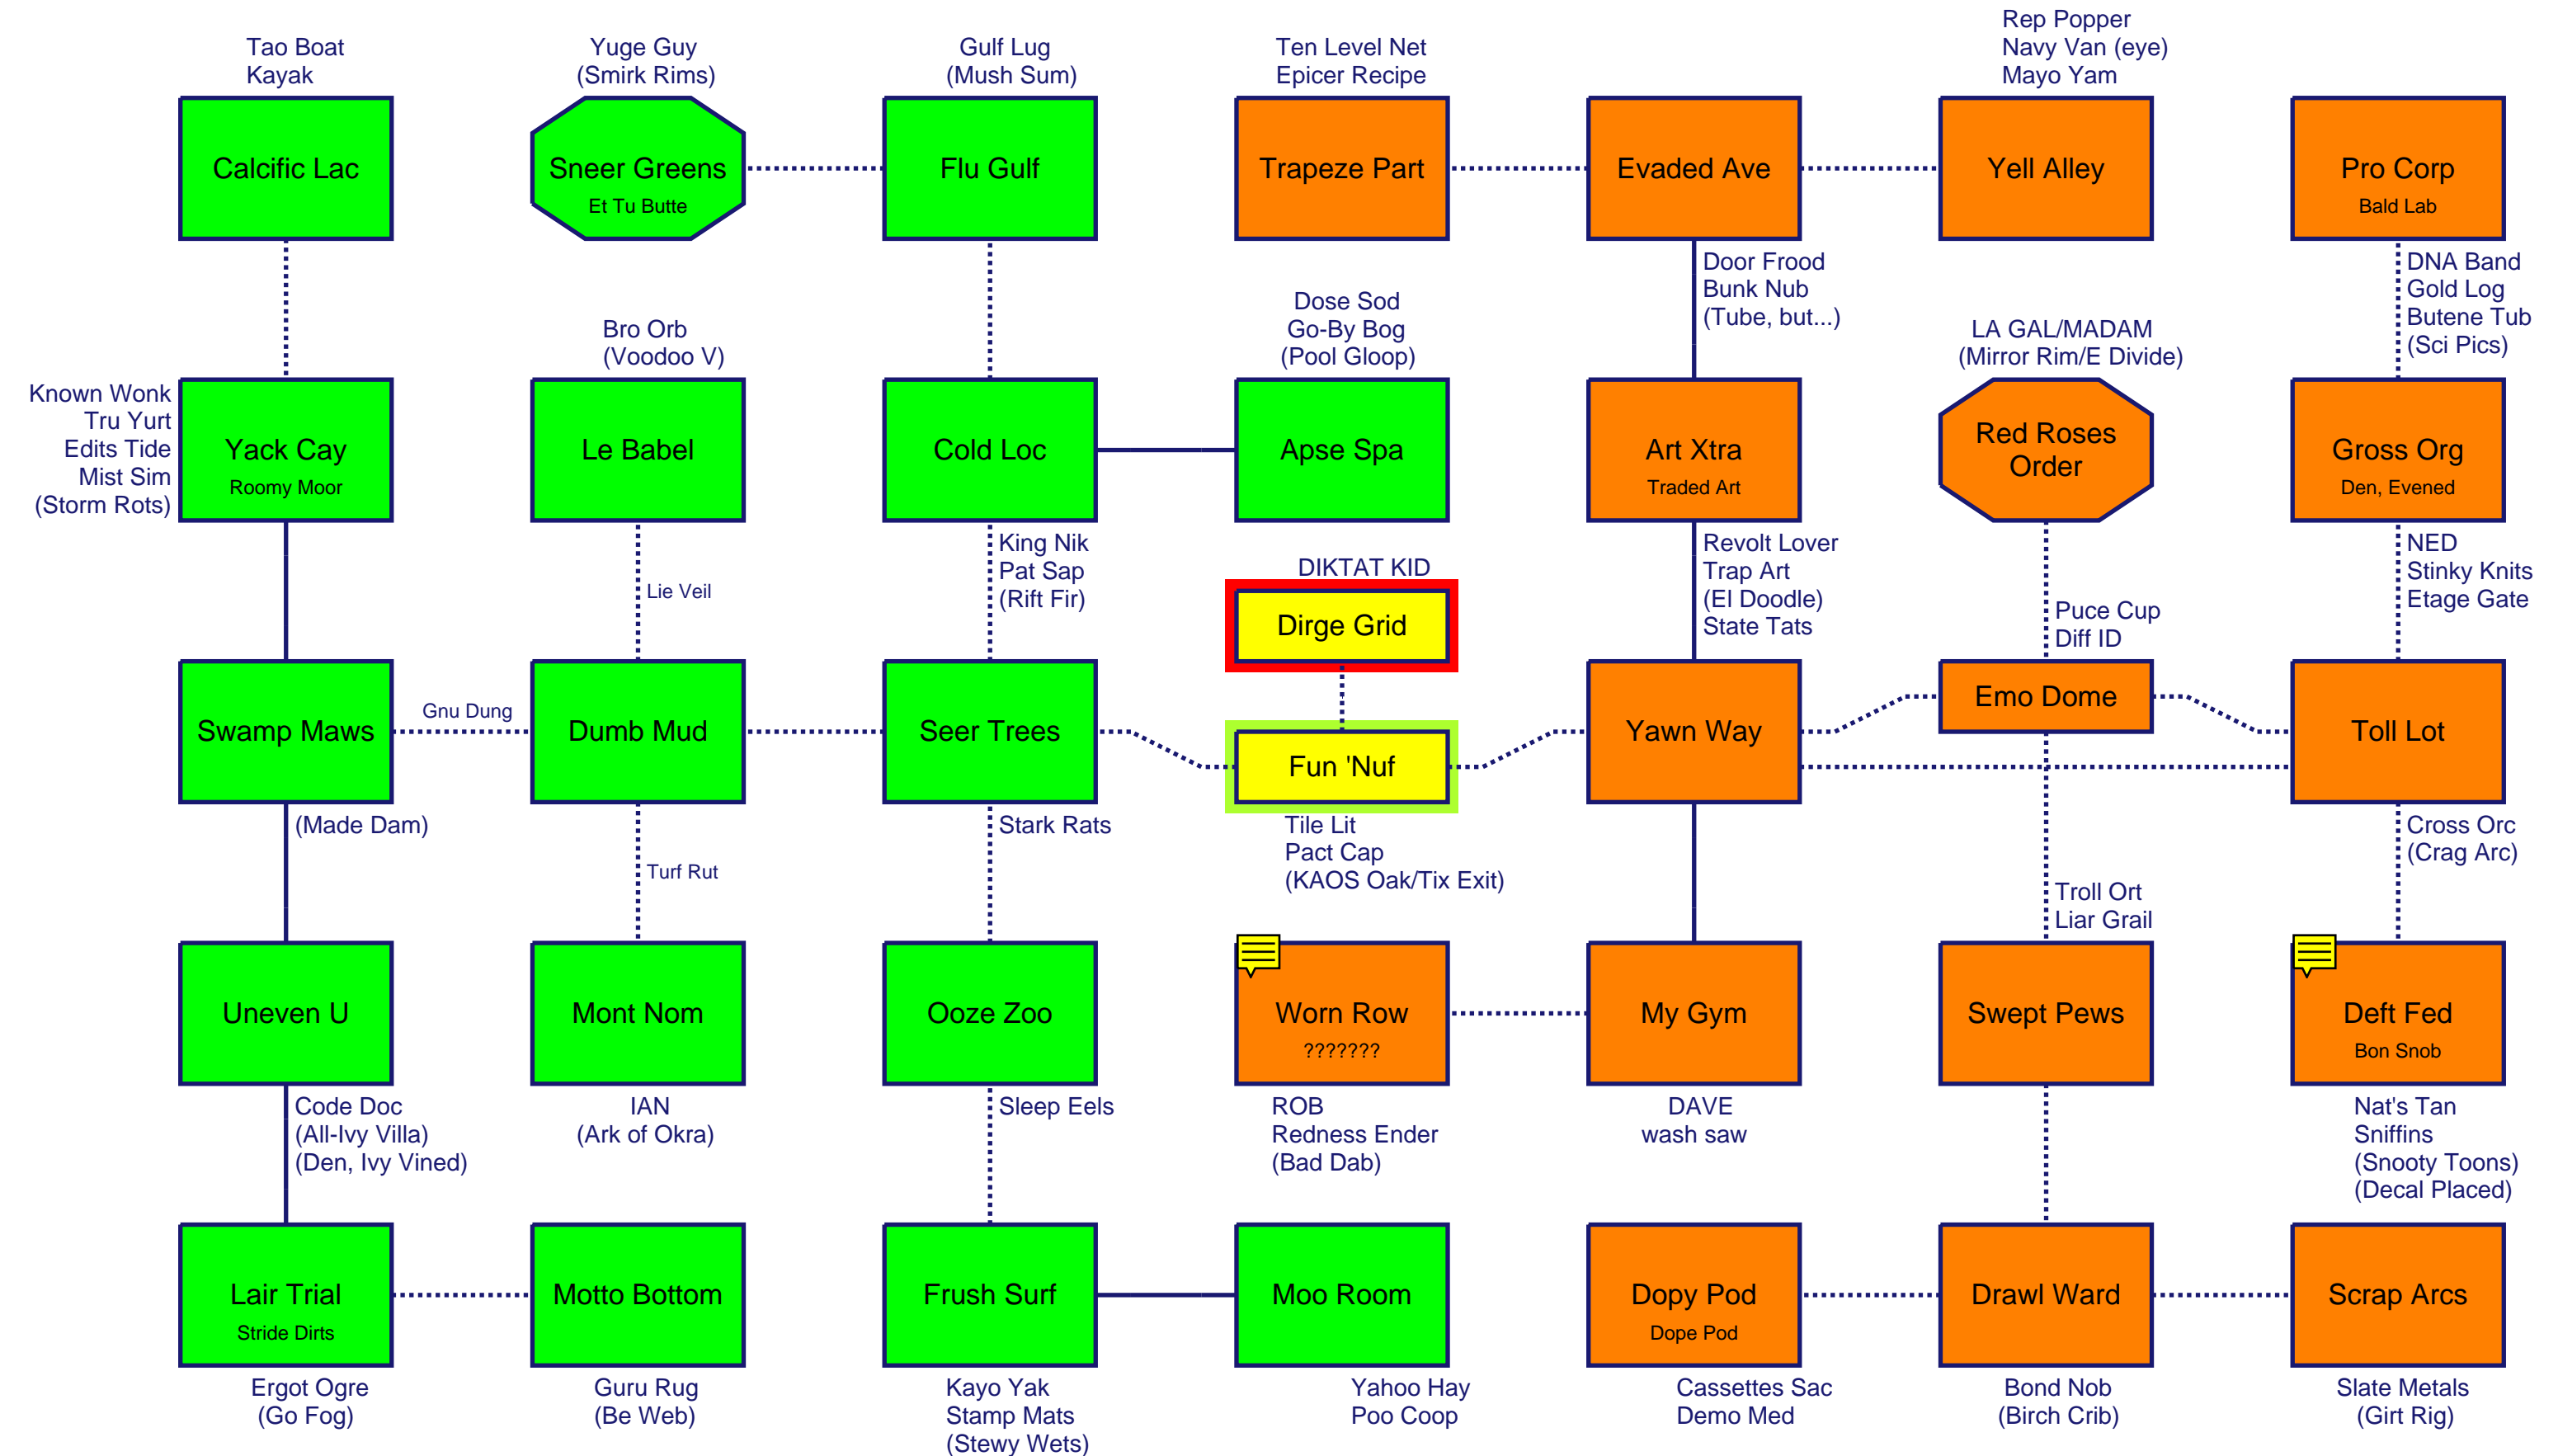 Tao Boat
Kayak
Yuge Guy
(Smirk Rims)
Gulf Lug
(Mush Sum)
Ten Level Net
Epicer Recipe
Rep Popper
Navy Van (eye)
Mayo Yam
Calcific Lac
Sneer Greens
Et Tu Butte
Flu Gulf
Trapeze Part
Evaded Ave
Yell Alley
Pro Corp
Bald Lab
Door Frood
Bunk Nub
(Tube, but...)
DNA Band
Gold Log
Butene Tub
(Sci Pics)
Bro Orb
(Voodoo V)
Dose Sod
Go-By Bog
(Pool Gloop)
LA GAL/MADAM
(Mirror Rim/E Divide)
Known Wonk
Tru Yurt
Edits Tide
Mist Sim
(Storm Rots)
Yack Cay
Roomy Moor
Le Babel
Cold Loc
Apse Spa
Art Xtra
Traded Art
Red Roses
Order
Gross Org
Den, Evened
Lie Veil
King Nik
Pat Sap
(Rift Fir)
DIKTAT KID
Dirge Grid
Revolt Lover
Trap Art
(El Doodle)
State Tats
Puce Cup
Diff ID
NED
Stinky Knits
Etage Gate
Swamp Maws
Gnu Dung
Dumb Mud
Seer Trees
Fun 'Nuf
Yawn Way
Emo Dome
Toll Lot
(Made Dam)
Turf Rut
Stark Rats
Tile Lit
Pact Cap
(KAOS Oak/Tix Exit)
Troll Ort
Liar Grail
Cross Orc
(Crag Arc)
Uneven U
Mont Nom
Ooze Zoo
Worn Row
???????
My Gym
Swept Pews
Deft Fed
Bon Snob
Code Doc
(All-Ivy Villa)
(Den, Ivy Vined)
IAN
(Ark of Okra)
Sleep Eels
ROB
Redness Ender
(Bad Dab)
DAVE
wash saw
Nat's Tan
Sniffins
(Snooty Toons)
(Decal Placed)
Lair Trial
Stride Dirts
Motto Bottom
Frush Surf
Moo Room
Dopy Pod
Dope Pod
Drawl Ward
Scrap Arcs
Ergot Ogre
(Go Fog)
Guru Rug
(Be Web)
Kayo Yak
Stamp Mats
(Stewy Wets)
Yahoo Hay
Poo Coop
Cassettes Sac
Demo Med
Bond Nob
(Birch Crib)
Slate Metals
(Girt Rig)